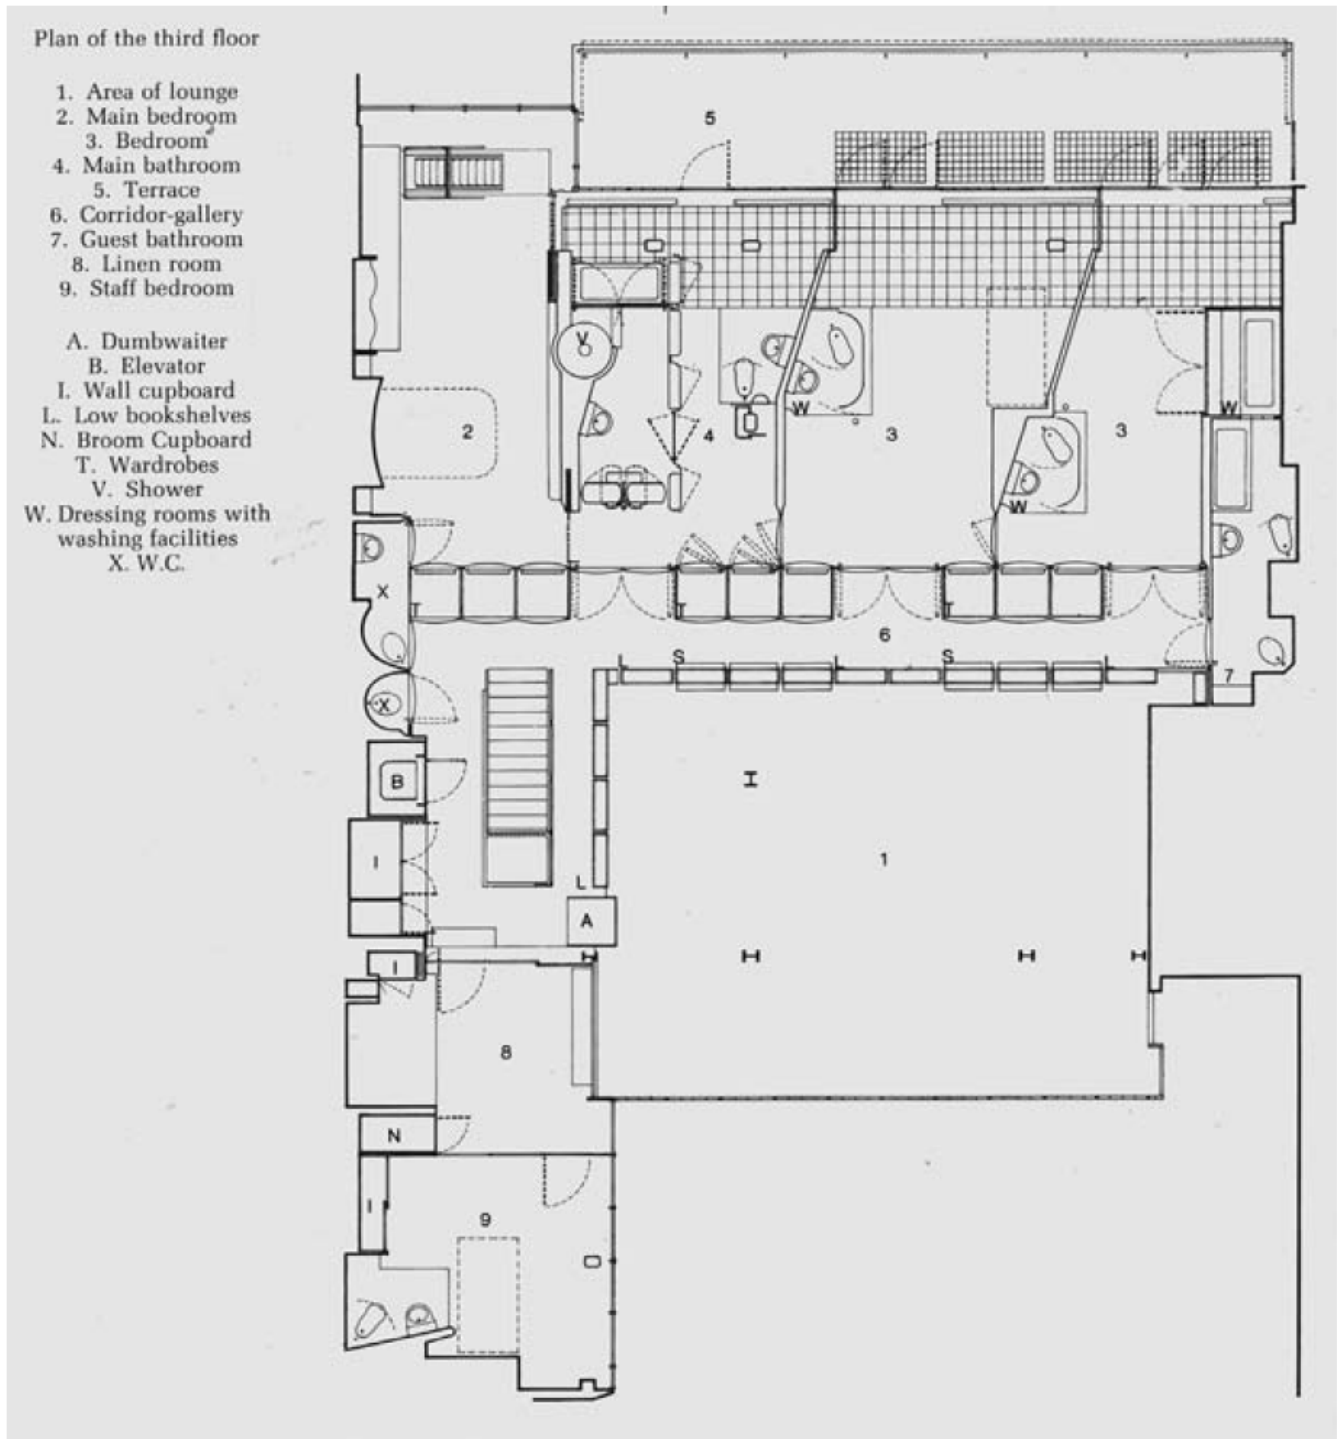 Plan of the third floor
1. Area of lounge
2. Main bedroom
3. Bedroom
4. Main bathroom
5. Terrace
6. Corridor-gallery
7. Guest bathroom
8. Linen room
9. Staff bedroom
A. Dumbwaiter
B. Elevator
I. Wall cupboard
L. Low bookshelves
N. Broom Cupboard
T. Wardrobes
V. Shower
W. Dressing rooms with
washing facilities
X. W.C.
5
V
2
4
W
3
3
W
W
X
T
T
T
6
L
S
L
S
L
7
X
B
I
1
L
A
I
8
N
I
9